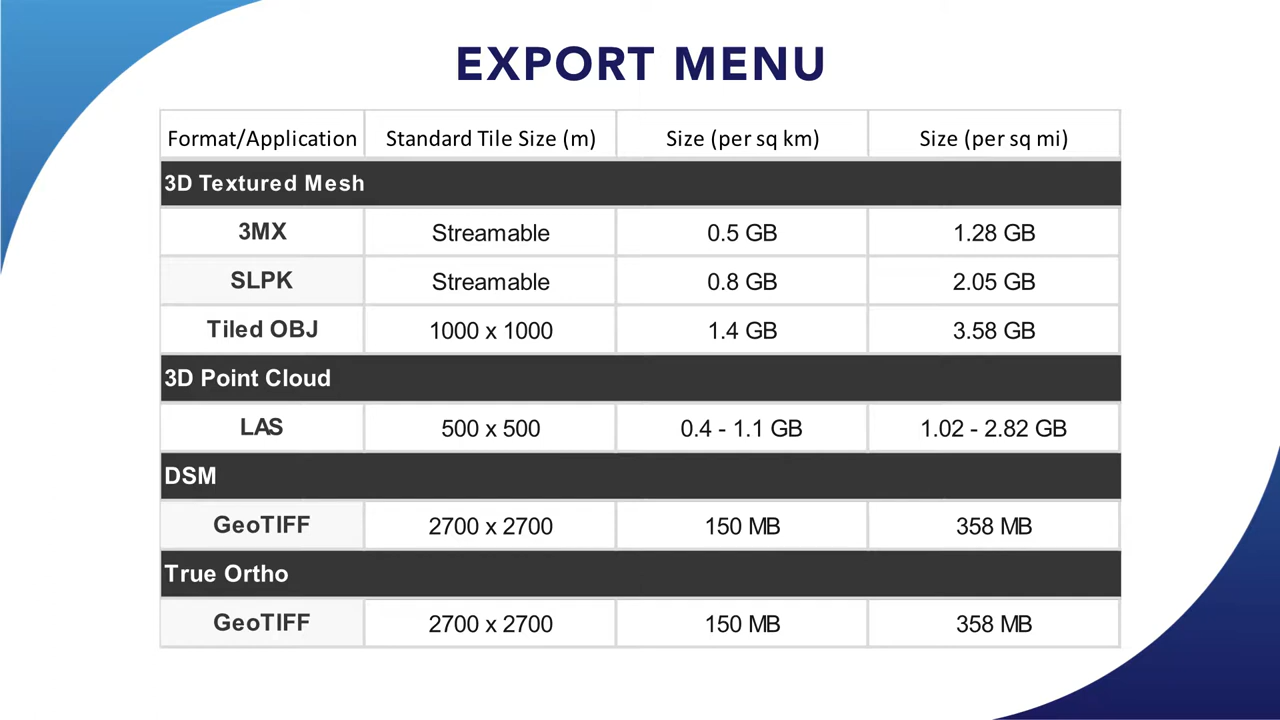 EXPORT MENU
Format/Application Standard Tile Size (m) Size (per sq km) Size (per sq mi)
3D Textured Mesh
3MX Streamable 0.5 GB 1.28 GB
SLPK Streamable 0.8 GB 2.05 GB
Tiled OBJ 1000 x 1000 1.4 GB 3.58 GB
3D Point Cloud
LAS 500 x 500 0.4 - 1.1 GB 1.02 - 2.82 GB
DSM
GeoTIFF 2700 x 2700 150 MB 358 MB
True Ortho
GeoTIFF 2700 x 2700 150 MB 358 MB